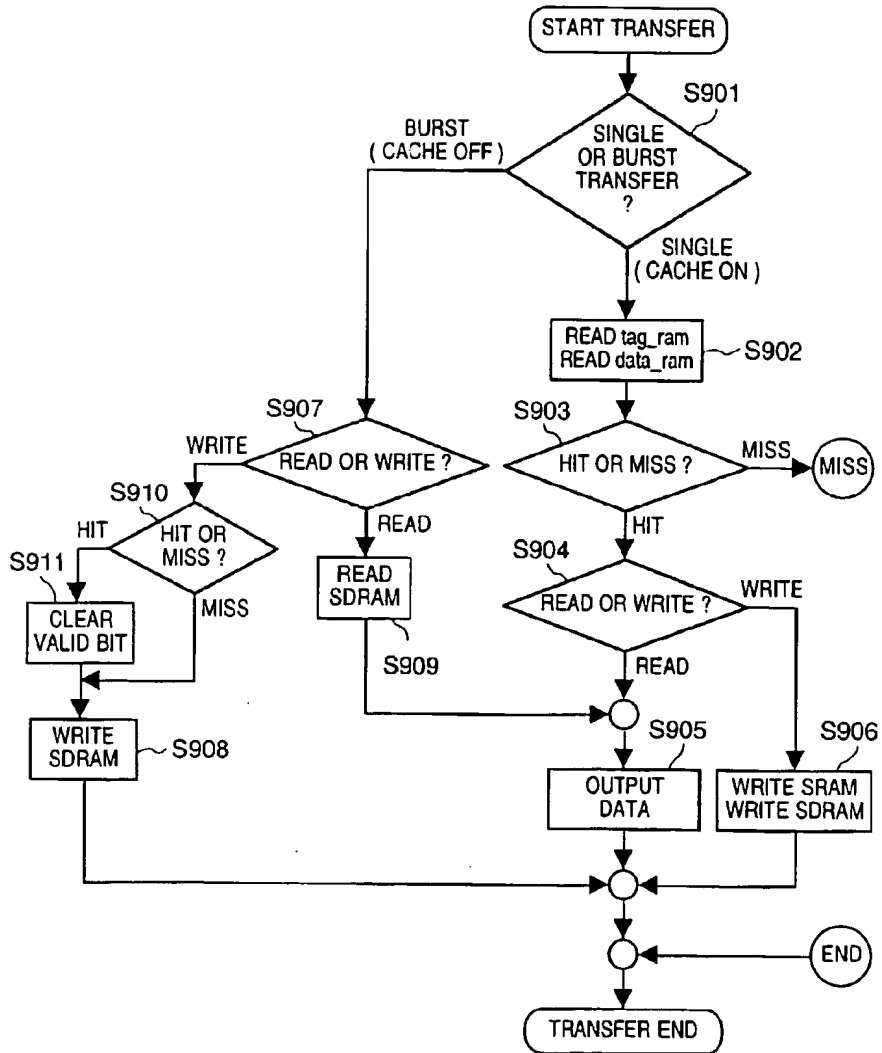 START TRANSFER
S901
BURST
( CACHE OFF )
SINGLE
OR BURST
TRANSFER
?
SINGLE
( CACHE ON )
READ tag_ram
READ data_ram
S902
S907
S903
WRITE
READ OR WRITE ?
HIT OR MISS ?
MISS
MISS
S910
HIT
HIT OR
MISS ?
READ
HIT
S904
S911
READ
SDRAM
READ OR WRITE ?
WRITE
CLEAR
VALID BIT
MISS
S909
READ
WRITE
SDRAM
S908
S905
S906
OUTPUT
DATA
WRITE SRAM
WRITE SDRAM
END
TRANSFER END